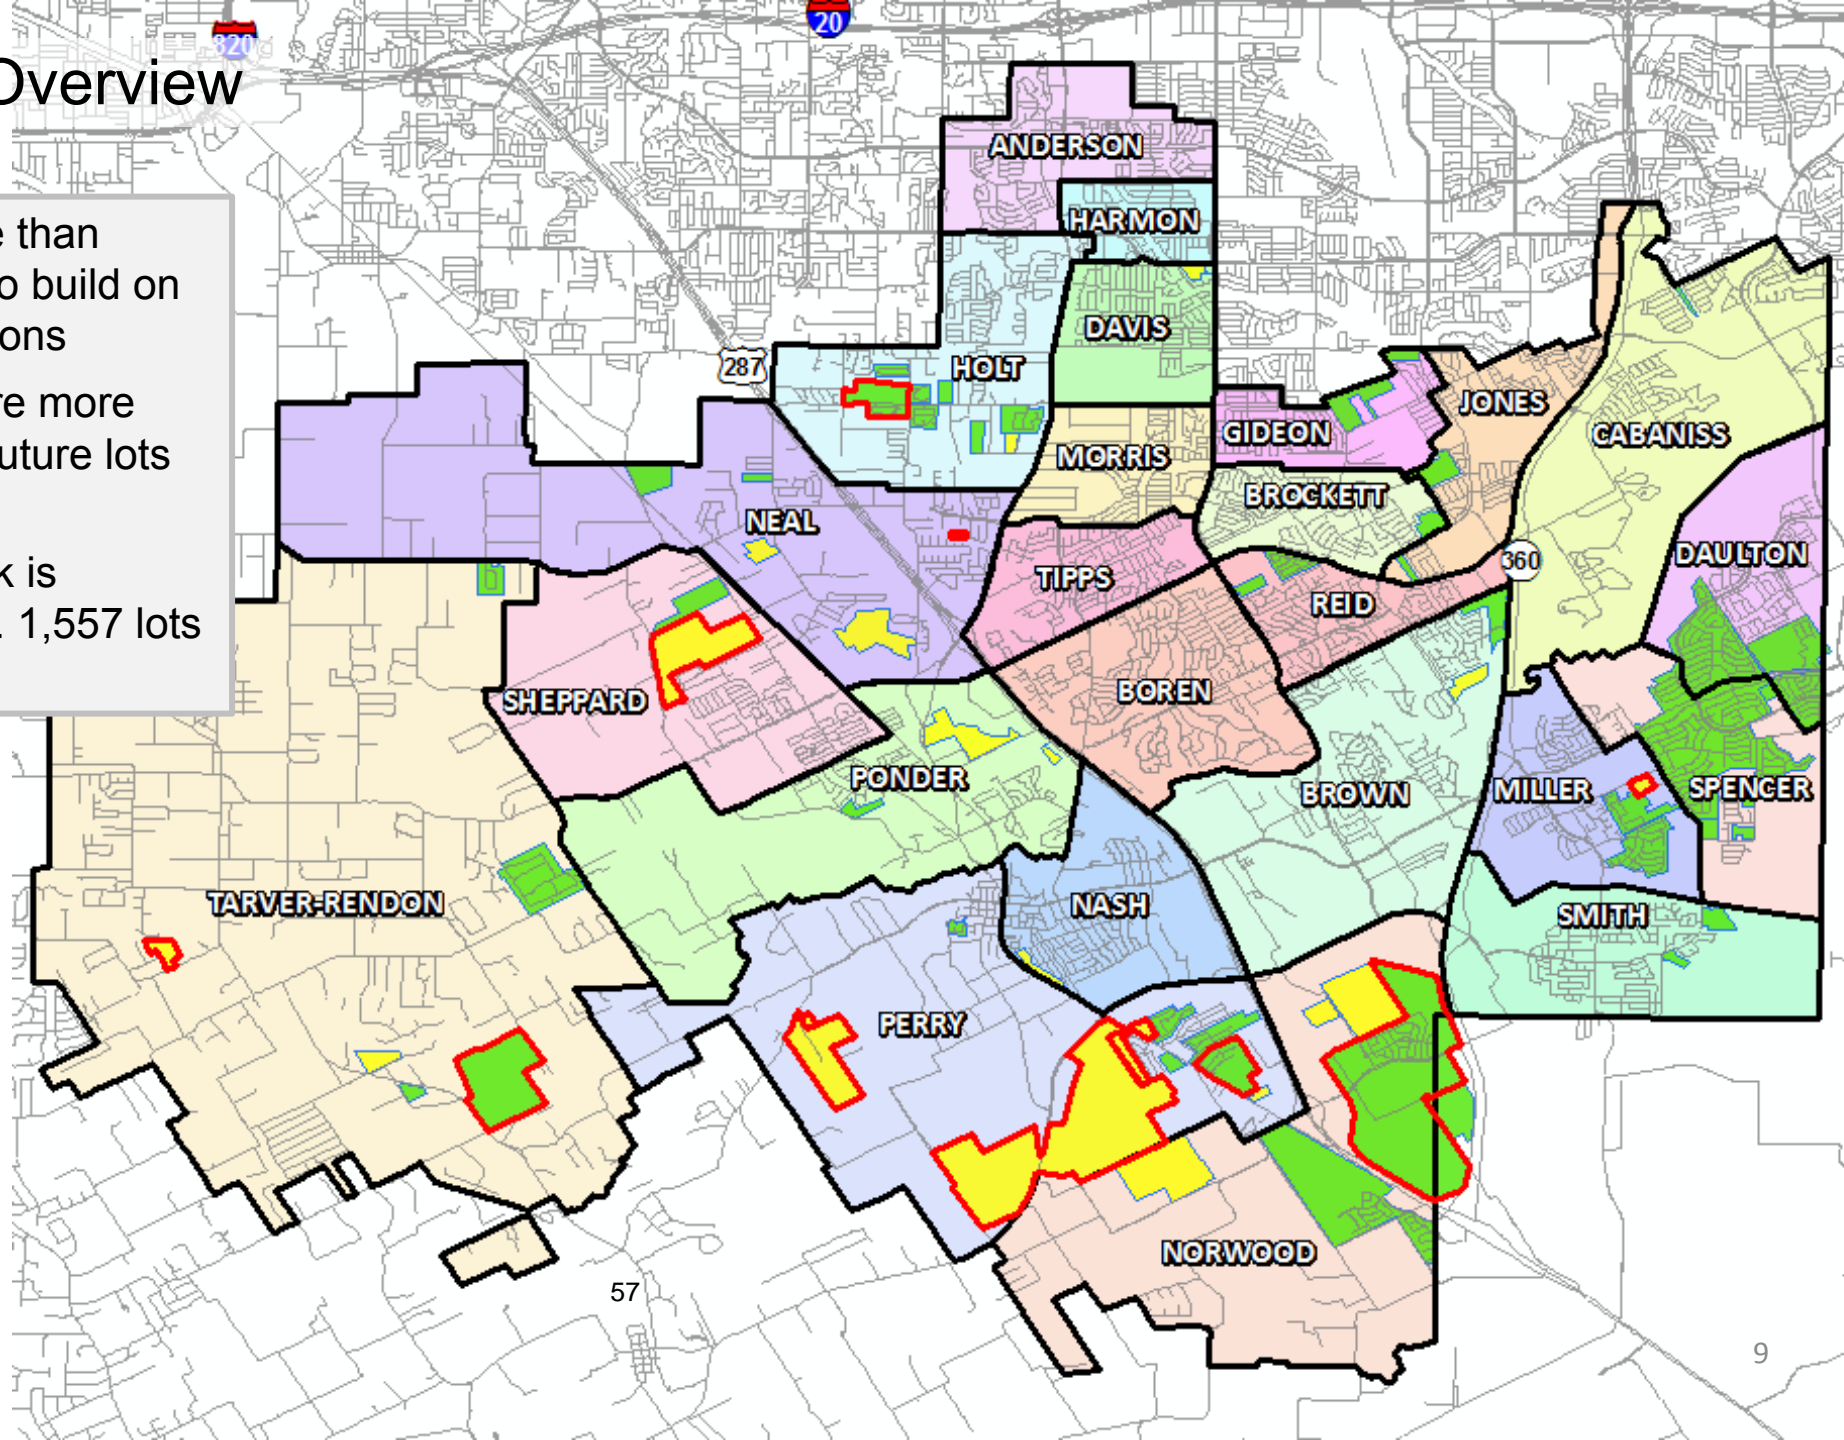 820
20
Overview
than
o build on
ons
re more
uture lots
k is
. 1,557 lots
ANDERSON
HARMON
DAVIS
287
HOLT
JONES
GIDEON
CABANISS
MORRIS
BROCKETT
NEAL
DAULTON
360
TIPPS
REID
BOREN
SHEPPARD
PONDER
BROWN
MILLER
SPENCER
TARVER-RENDON
NASH
SMITH
PERRY
NORWOOD
57
9